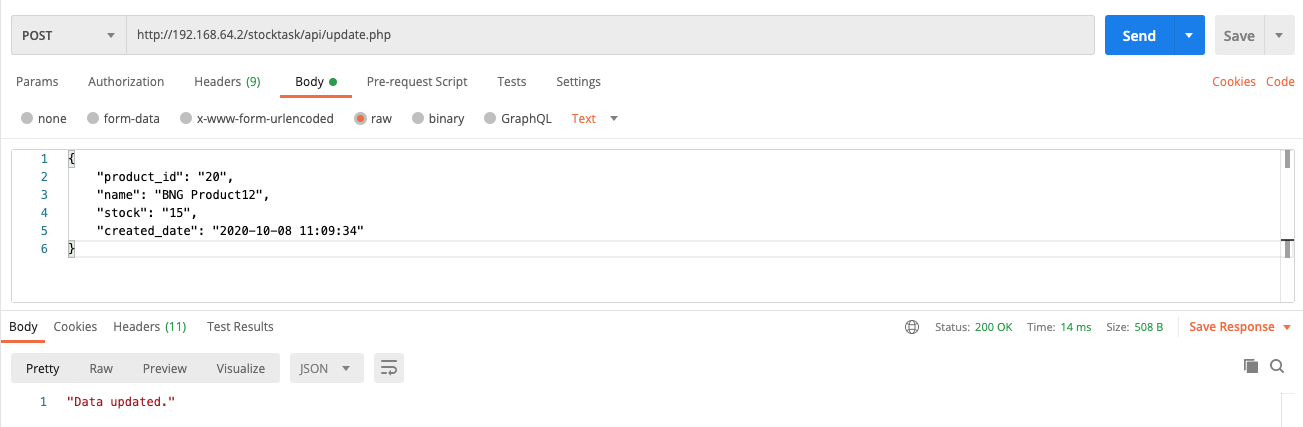 POST http://192.168.64.2/stocktask/api/update.php Send Save
Params Authorization Headers (9) Body Pre-request Script Tests Settings Cookies Code
none form-data x-www-form-urlencoded raw binary GraphQL Text
1 {
2 "product_id": "20",
3 "name": "BNG Product12",
4 "stock": "15",
5 "created_date": "2020-10-08 11:09:34"
6 }
Body Cookies Headers (11) Test Results Status: 200 OK Time: 14 ms Size: 508 B Save Response
Pretty Raw Preview Visualize JSON
1 "Data updated."